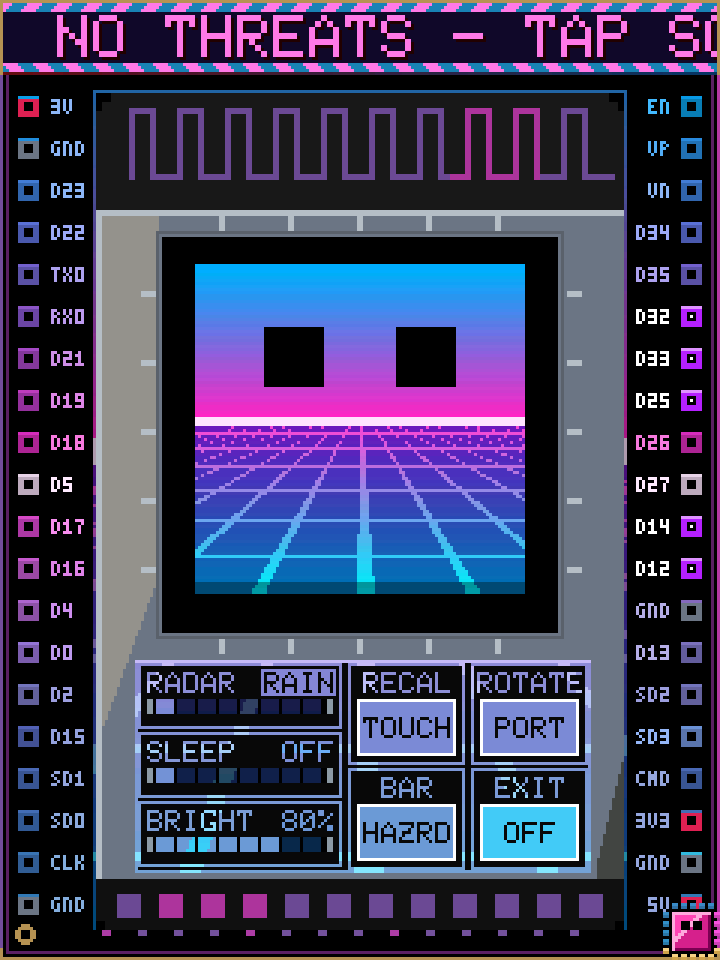 NO THREATS - TAP
3V
GND
D23
D22
TX0
RX0
D21
D19
D18
D5
D17
D16
D4
D0
D2
D15
SD1
SD0
CLK
GND
EN
VP
VN
D34
D35
D32
D33
D25
D26
D27
D14
D12
GND
D13
SD2
SD3
CMD
3V3
GND
5V
RADAR RAIN
SLEEP OFF
BRIGHT 80%
RECAL
TOUCH
ROTATE
PORT
BAR
HAZRD
EXIT
OFF